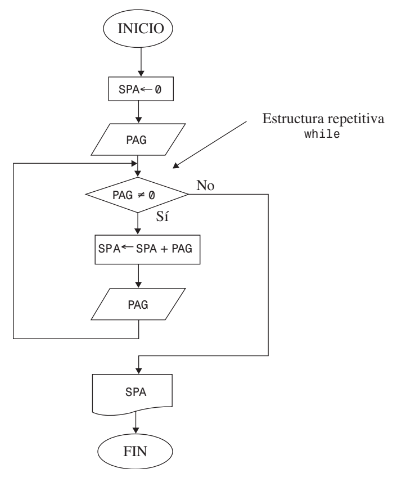 INICIO
SPA ← 0
PAG
Estructura repetitiva
while
PAG ≠ 0
No
Sí
SPA ← SPA + PAG
PAG
SPA
FIN